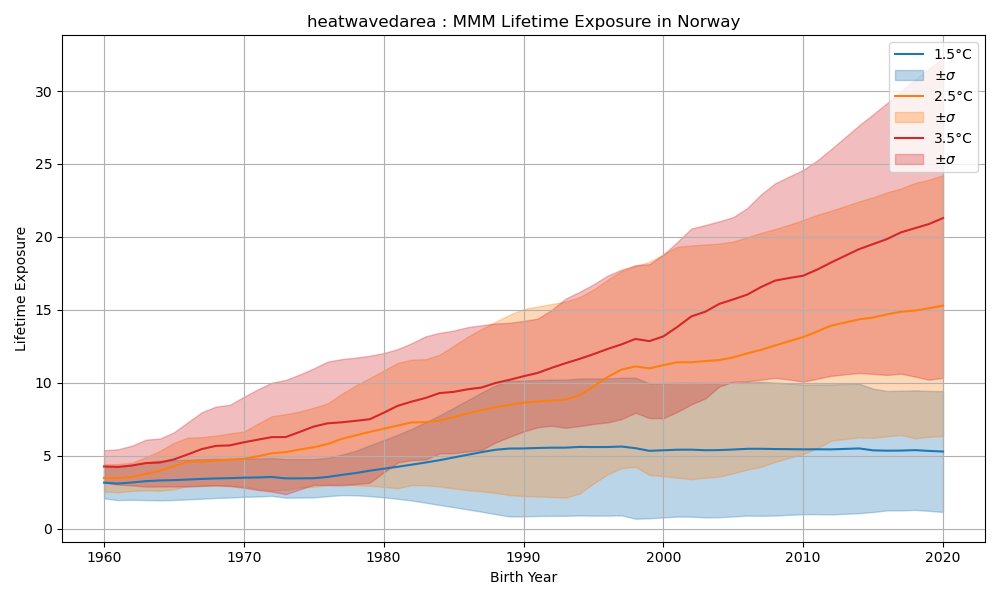 heatwavedarea : MMM Lifetime Exposure in Norway
Lifetime Exposure
30
25
20
15
10
5
0
1960 1970 1980 1990 2000 2010 2020
Birth Year
1.5°C
±σ
2.5°C
±σ
3.5°C
±σ